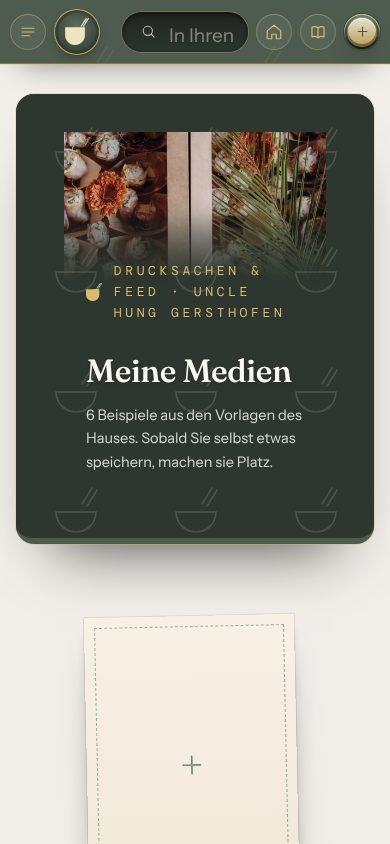 In Ihren
DRUCKSACHEN &
FEED · UNCLE
HUNG GERSTHOFEN
Meine Medien
6 Beispiele aus den Vorlagen des
Hauses. Sobald Sie selbst etwas
speichern, machen sie Platz.